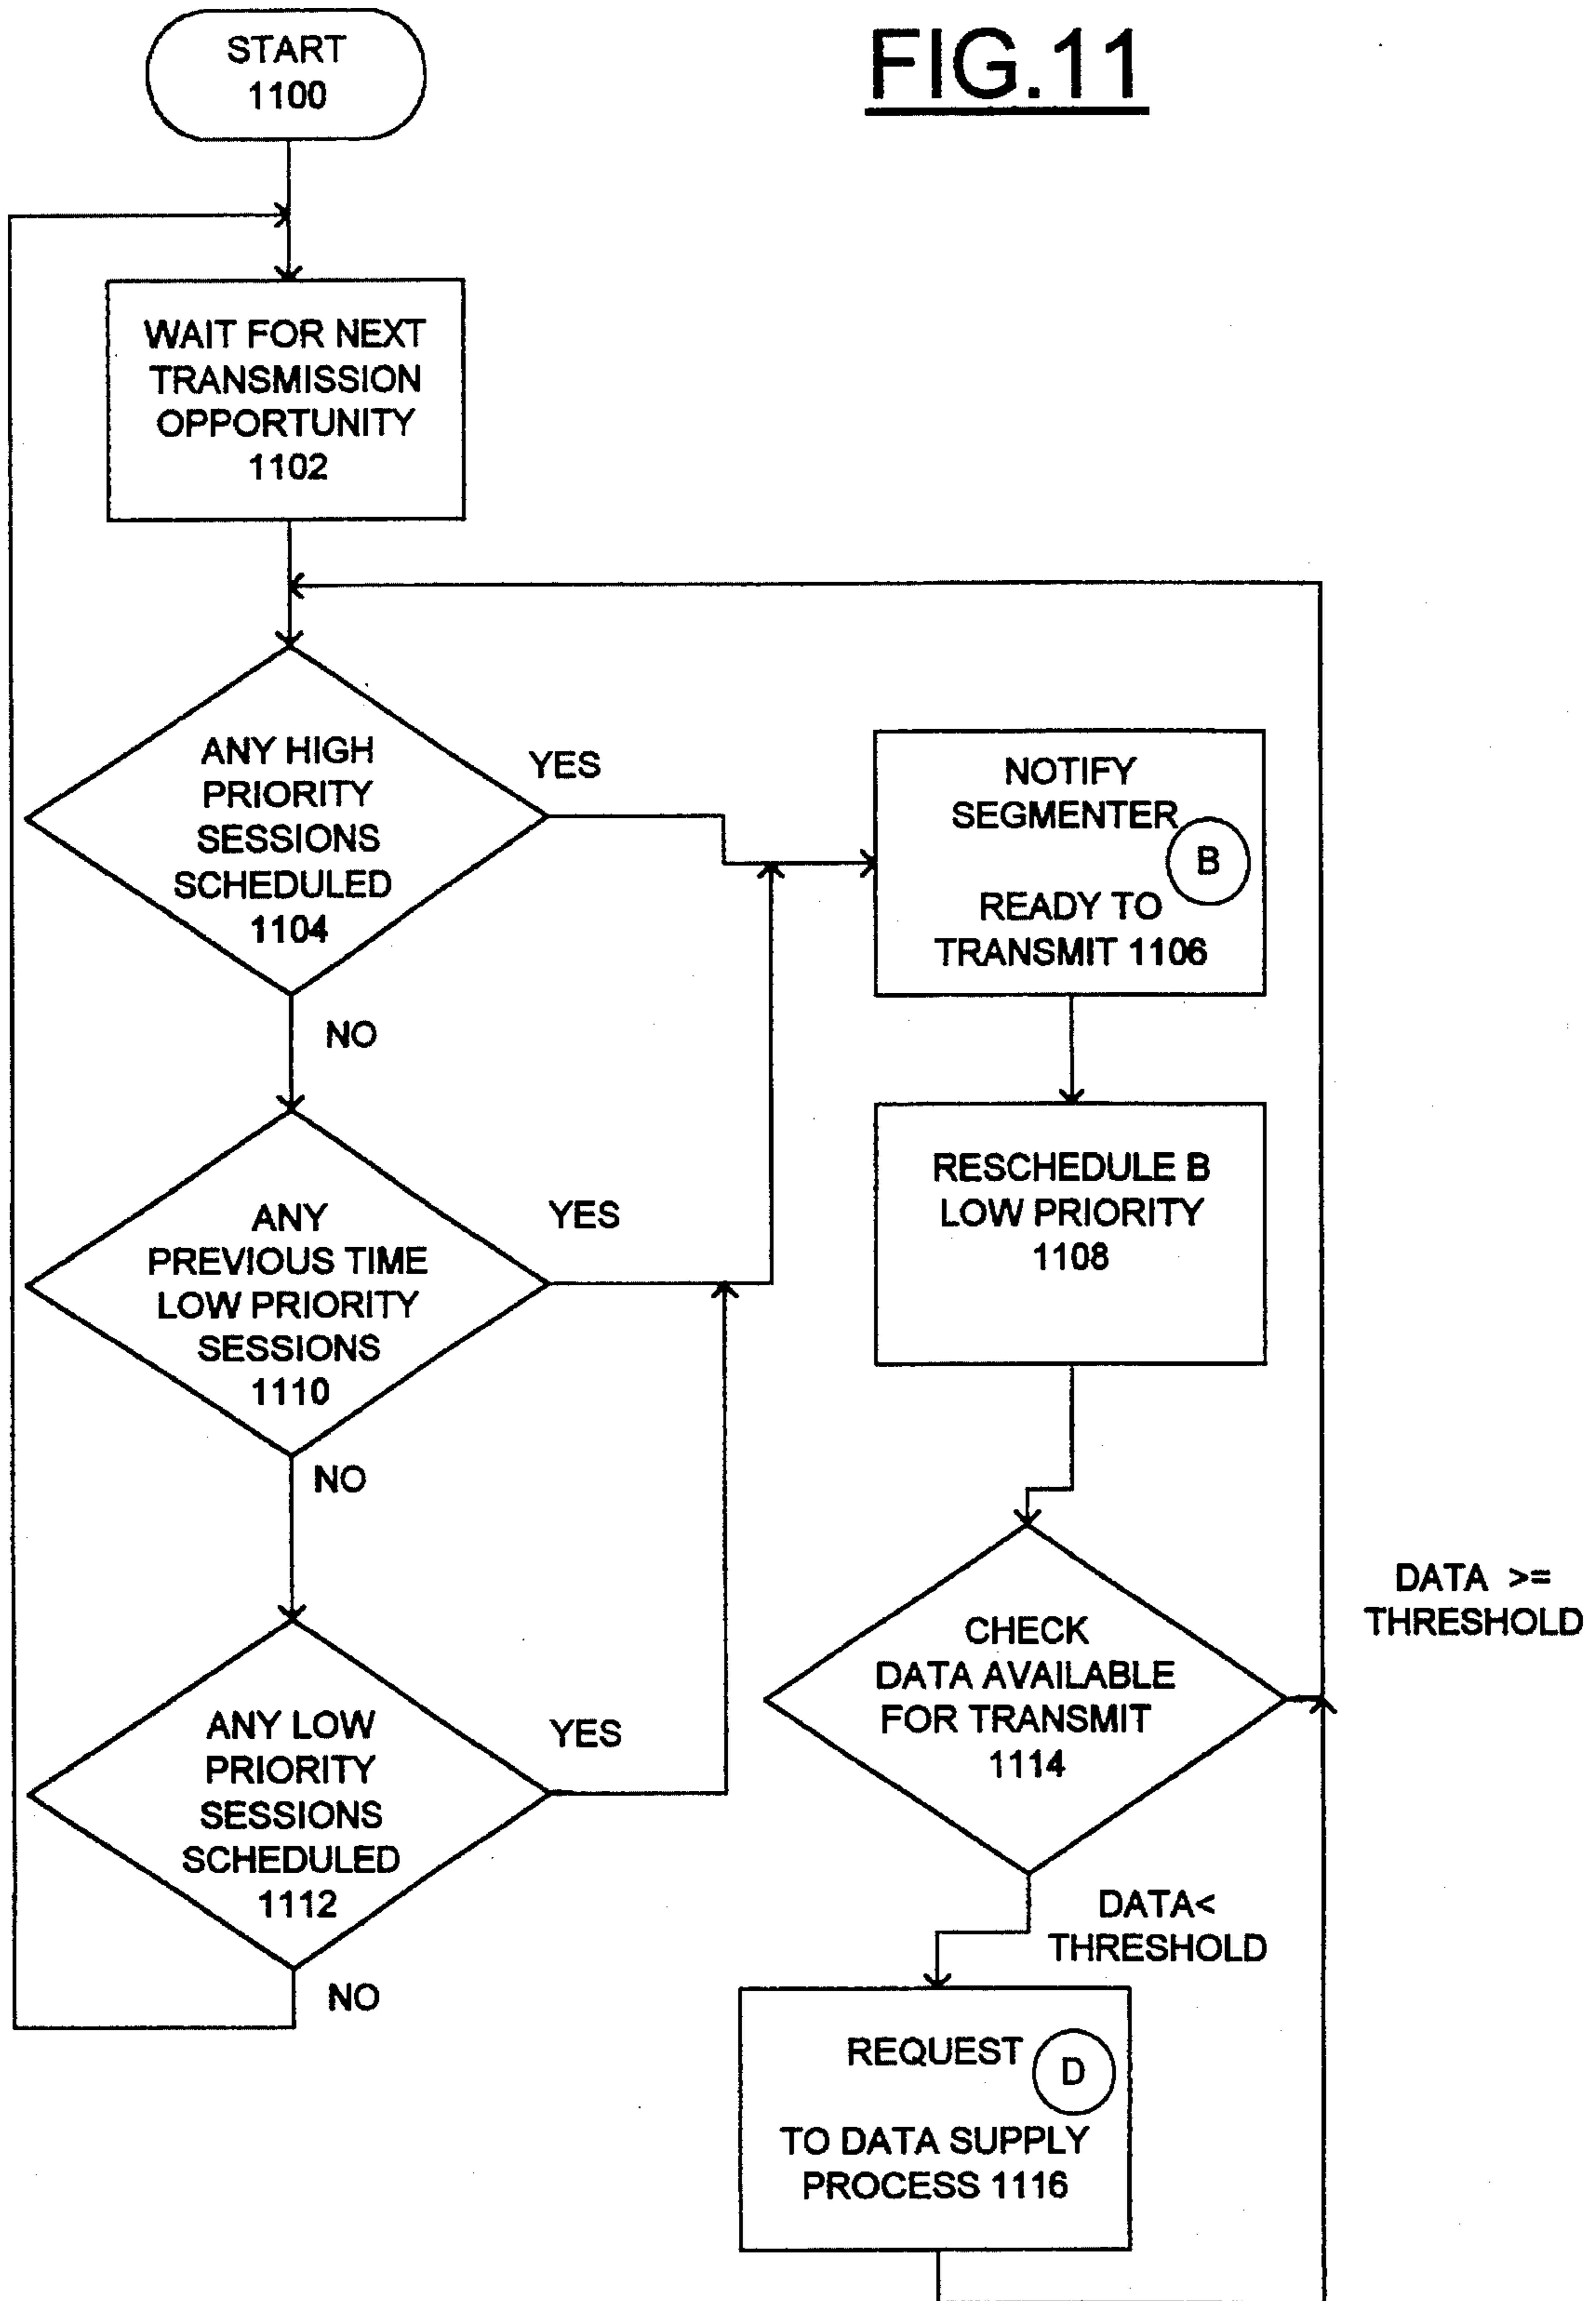 FIG.11
START
1100
WAIT FOR NEXT
TRANSMISSION
OPPORTUNITY
1102
ANY HIGH
PRIORITY
SESSIONS
SCHEDULED
1104
YES
NO
NOTIFY
SEGMENTER
B
READY TO
TRANSMIT 1106
RESCHEDULE B
LOW PRIORITY
1108
ANY
PREVIOUS TIME
LOW PRIORITY
SESSIONS
1110
YES
NO
ANY LOW
PRIORITY
SESSIONS
SCHEDULED
1112
YES
NO
CHECK
DATA AVAILABLE
FOR TRANSMIT
1114
DATA >=
THRESHOLD
DATA<
THRESHOLD
REQUEST
D
TO DATA SUPPLY
PROCESS 1116